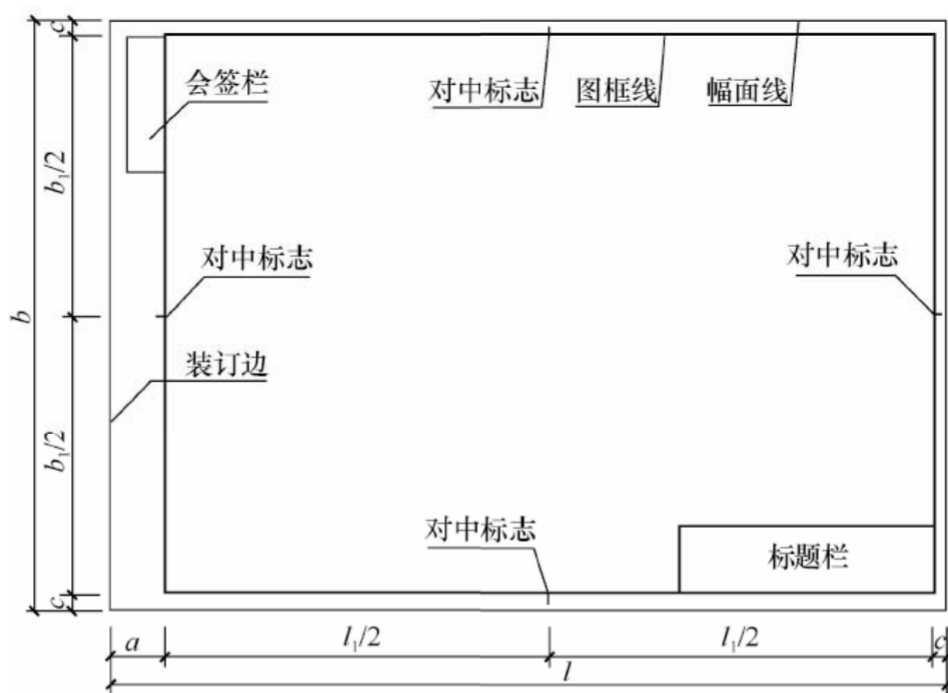 c
会签栏
对中标志
图框线
幅面线
b₁/2
对中标志
对中标志
b
装订边
b₁/2
对中标志
标题栏
c
a
l₁/2
l₁/2
c
l